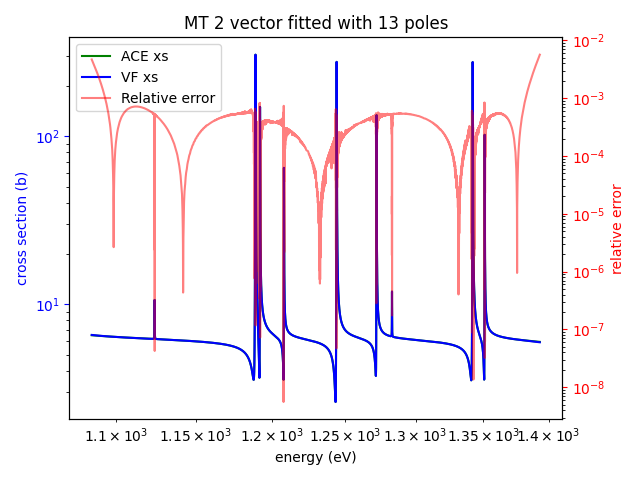 MT 2 vector fitted with 13 poles
ACE xs
VF xs
Relative error
cross section (b)
10²
10¹
relative error
10⁻²
10⁻³
10⁻⁴
10⁻⁵
10⁻⁶
10⁻⁷
10⁻⁸
1.1 × 10³ 1.15 × 10³ 1.2 × 10³ 1.25 × 10³ 1.3 × 10³ 1.35 × 10³ 1.4 × 10³
energy (eV)